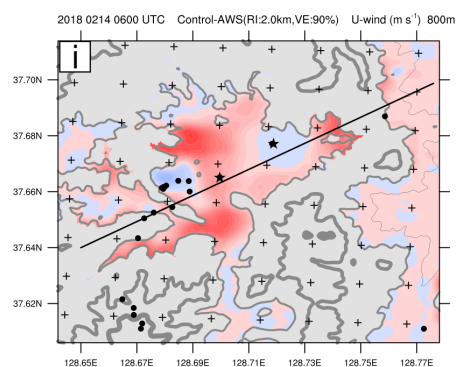 2018 0214 0600 UTC Control-AWS(RI:2.0km,VE:90%) U-wind (m s⁻¹) 800m
i
37.70N
37.68N
37.66N
37.64N
37.62N
128.65E 128.67E 128.69E 128.71E 128.73E 128.75E 128.77E